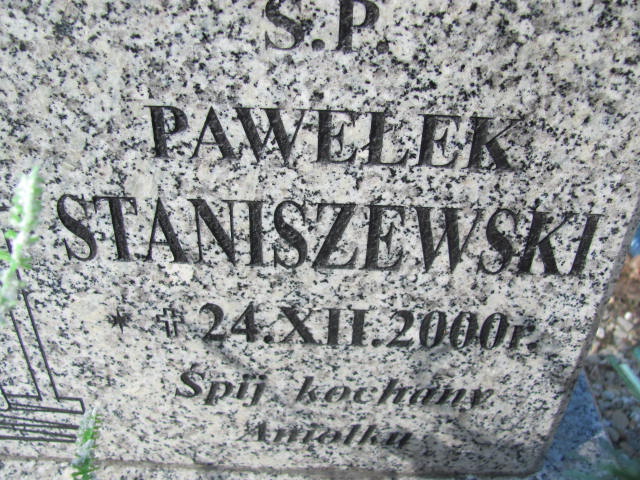 Ś.P.
PAWEŁEK
STANISZEWSKI
* † 24.XII.2000r.
Śpij kochany
Aniołku